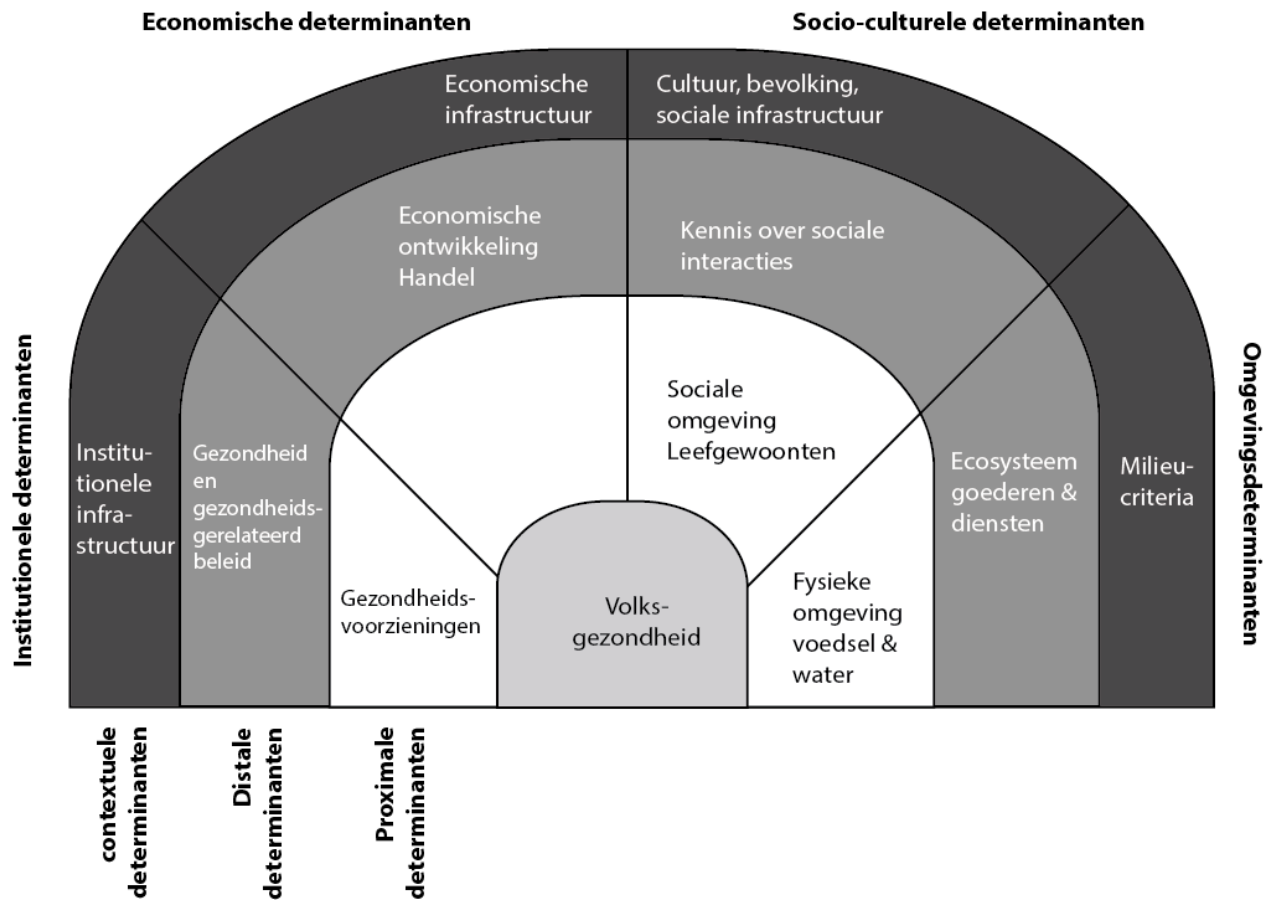 Economische determinanten
Socio-culturele determinanten
Economische
infrastructuur
Cultuur, bevolking,
sociale infrastructuur
Economische
ontwikkeling
Handel
Kennis over sociale
interacties
Institutionele determinanten
Omgevingsdeterminanten
Sociale
omgeving
Leefgewoonten
Institu-
tionele
infra-
structuur
Gezondheid
en
gezondheids-
gerelateerd
beleid
Ecosysteem
goederen &
diensten
Milieu-
criteria
Gezondheids-
voorzieningen
Volks-
gezondheid
Fysieke
omgeving
voedsel &
water
contextuele
determinanten
Distale
determinanten
Proximale
determinanten